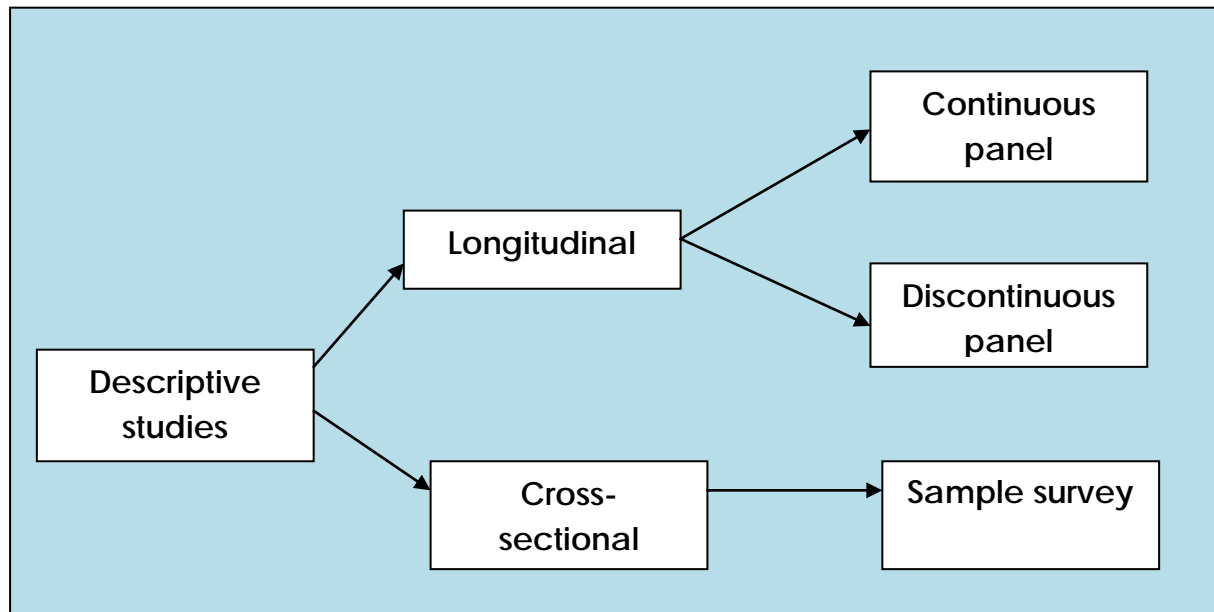 Continuous
panel
Longitudinal
Discontinuous
panel
Descriptive
studies
Cross-
sectional
Sample survey